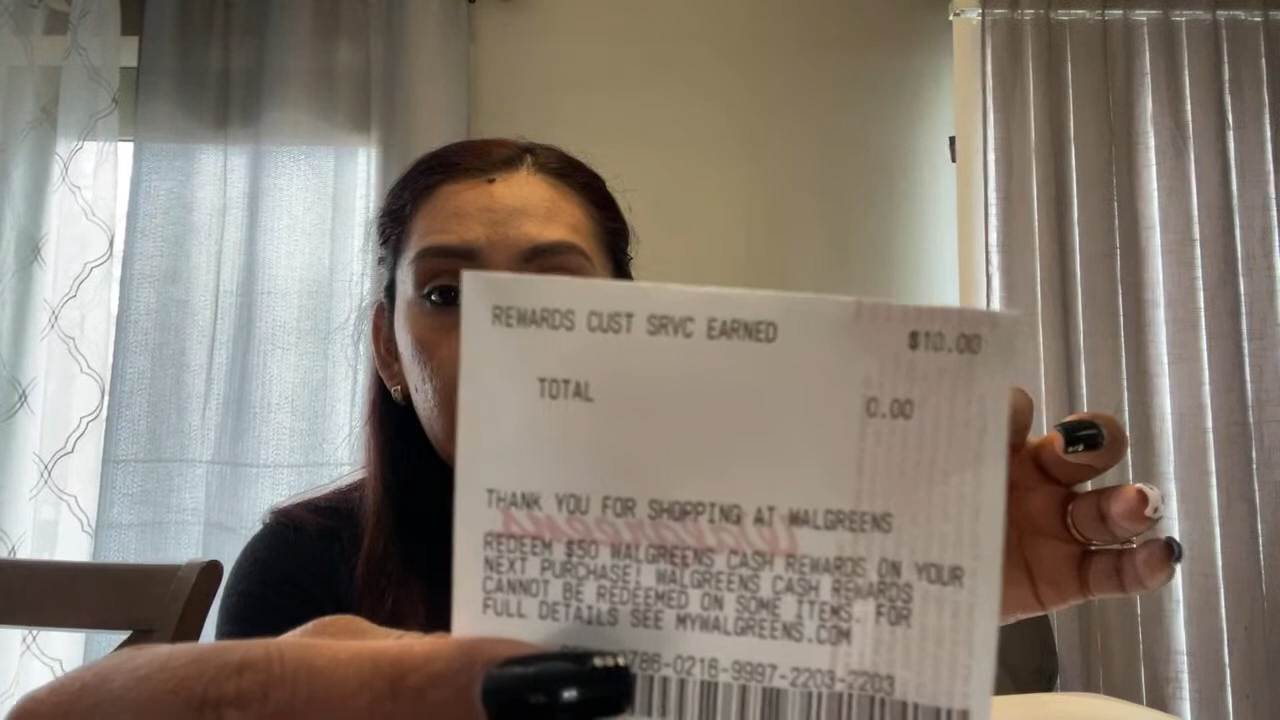 REWARDS CUST SRVC EARNED $10.00
TOTAL 0.00
THANK YOU FOR SHOPPING AT WALGREENS
REDEEM $50 WALGREENS CASH REWARDS ON YOUR
NEXT PURCHASE! WALGREENS CASH REWARDS
CANNOT BE REDEEMED ON SOME ITEMS. FOR
FULL DETAILS SEE MYWALGREENS.COM
0786-0216-9997-2203-2203